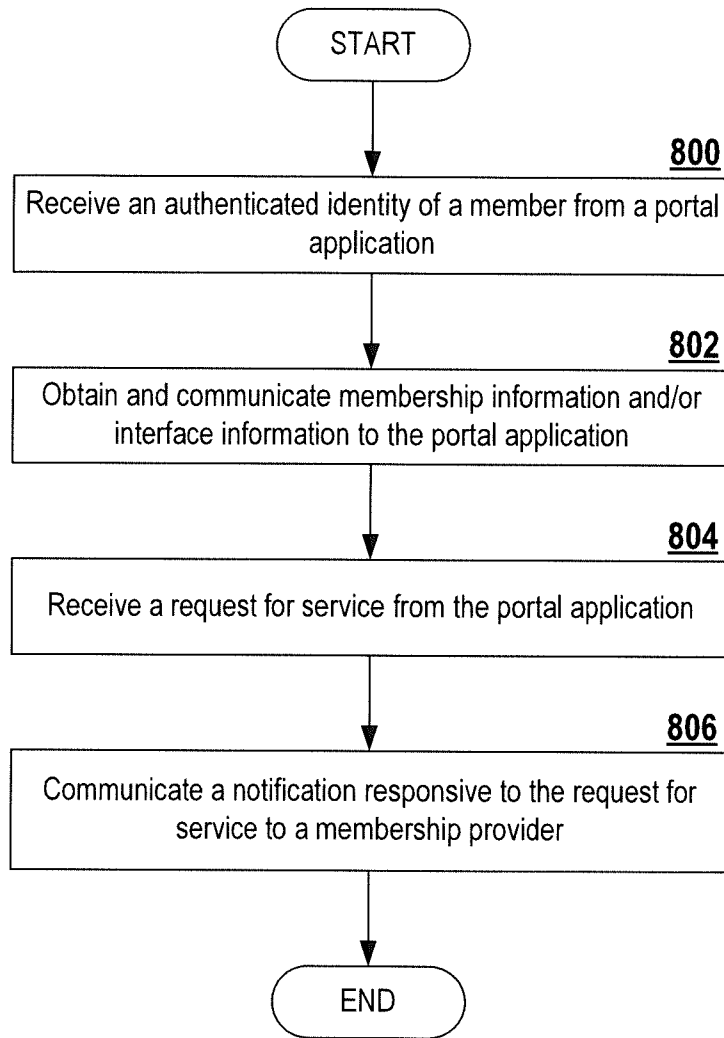 START
800
Receive an authenticated identity of a member from a portal
application
802
Obtain and communicate membership information and/or
interface information to the portal application
804
Receive a request for service from the portal application
806
Communicate a notification responsive to the request for
service to a membership provider
END